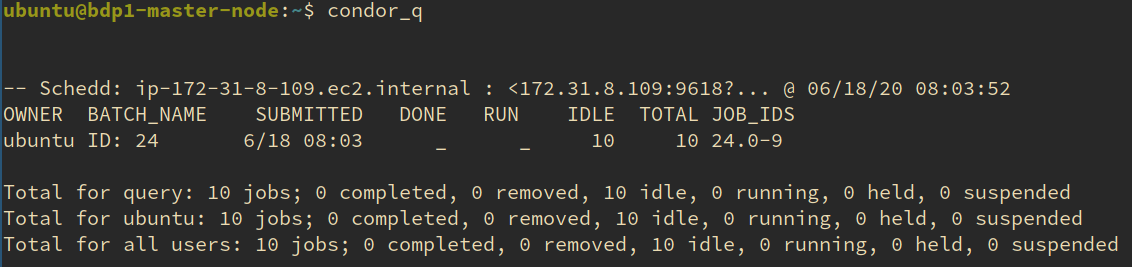 ubuntu@bdp1-master-node:~$ condor_q
-- Schedd: ip-172-31-8-109.ec2.internal : <172.31.8.109:9618?... @ 06/18/20 08:03:52
OWNER  BATCH_NAME    SUBMITTED   DONE   RUN    IDLE  TOTAL JOB_IDS
ubuntu ID: 24       6/18 08:03      _      _     10     10 24.0-9
Total for query: 10 jobs; 0 completed, 0 removed, 10 idle, 0 running, 0 held, 0 suspended
Total for ubuntu: 10 jobs; 0 completed, 0 removed, 10 idle, 0 running, 0 held, 0 suspended
Total for all users: 10 jobs; 0 completed, 0 removed, 10 idle, 0 running, 0 held, 0 suspended